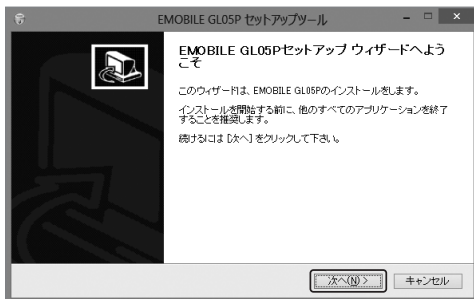 EMOBILE GL05P セットアップツール
EMOBILE GL05Pセットアップ ウィザードへよう
こそ
このウィザードは、EMOBILE GL05Pのインストールをします。
インストールを開始する前に、他のすべてのアプリケーションを終了
することを推奨します。
続けるには [次へ] をクリックして下さい。
次へ(N) >
キャンセル